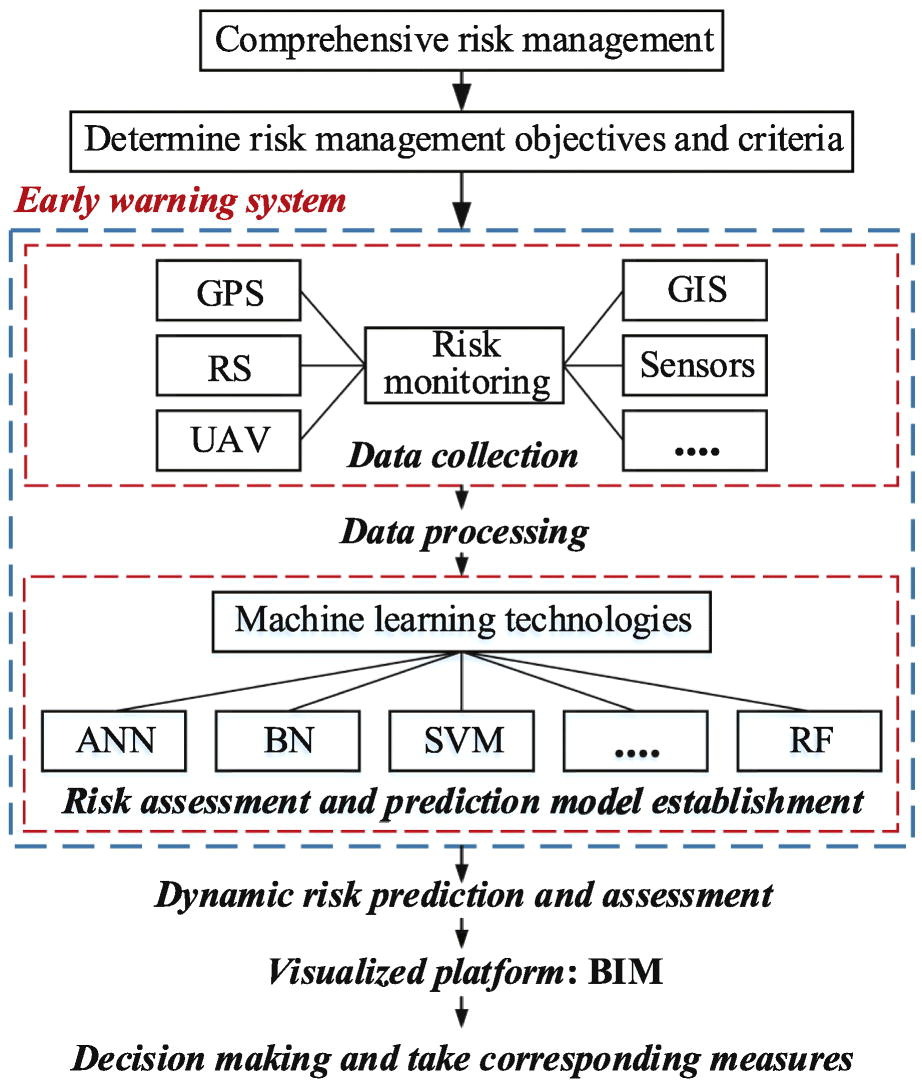 Comprehensive risk management
Determine risk management objectives and criteria
Early warning system
GPS
GIS
Risk
monitoring
RS
Sensors
UAV
....
Data collection
Data processing
Machine learning technologies
ANN
BN
SVM
....
RF
Risk assessment and prediction model establishment
Dynamic risk prediction and assessment
Visualized platform: BIM
Decision making and take corresponding measures